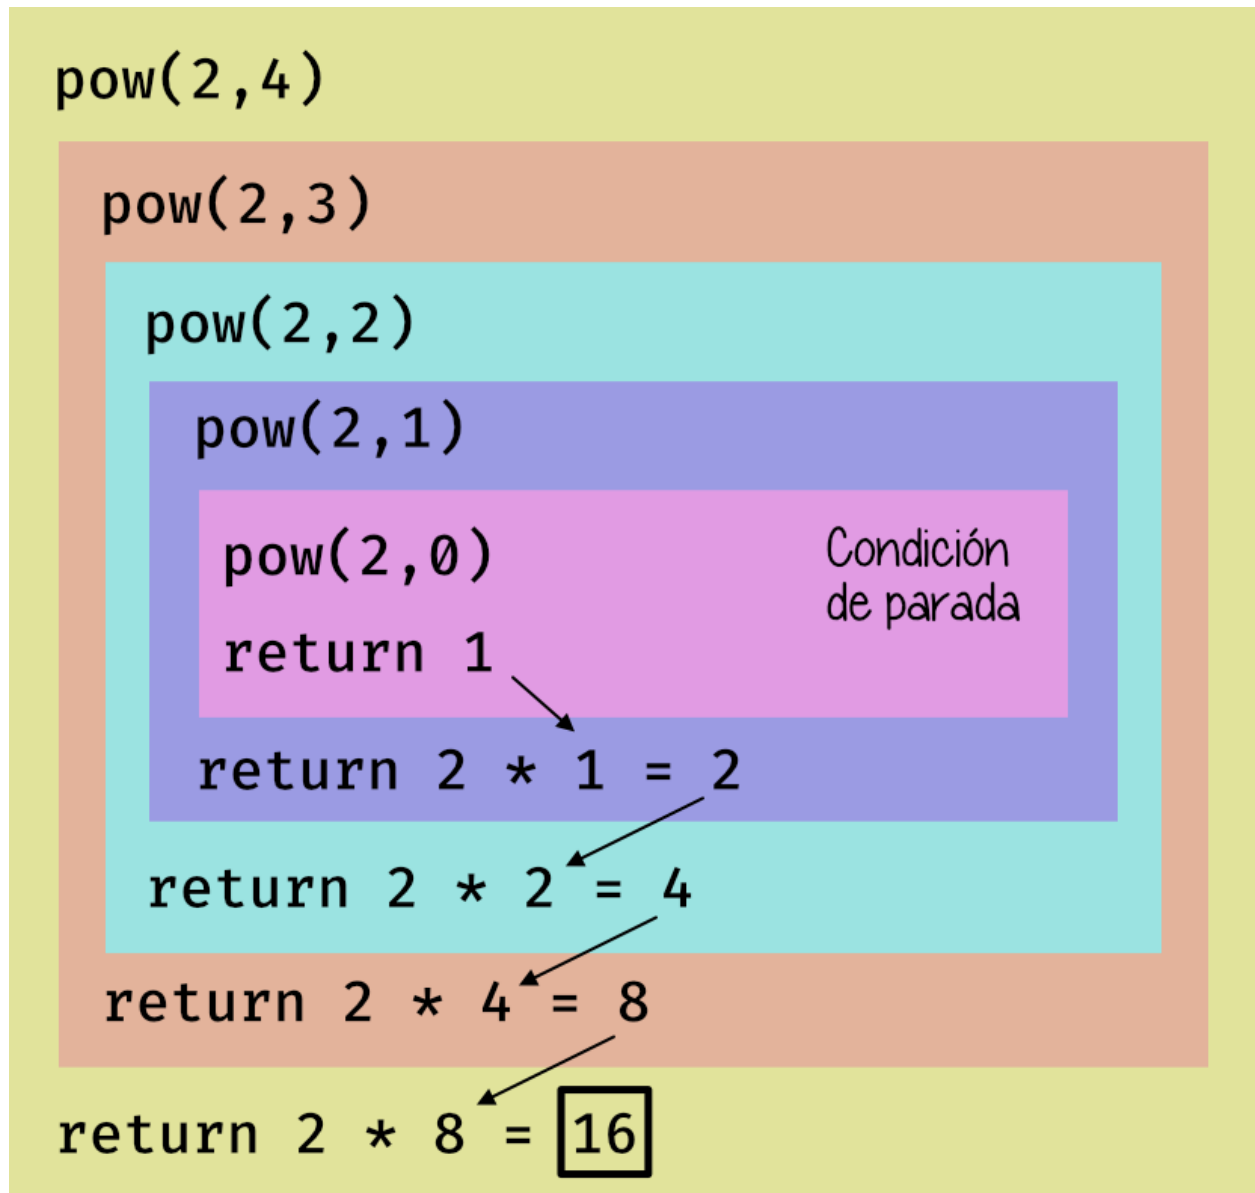 pow(2,4)
pow(2,3)
pow(2,2)
pow(2,1)
pow(2,0)
Condición
de parada
return 1
return 2 * 1 = 2
return 2 * 2 = 4
return 2 * 4 = 8
return 2 * 8 = 16